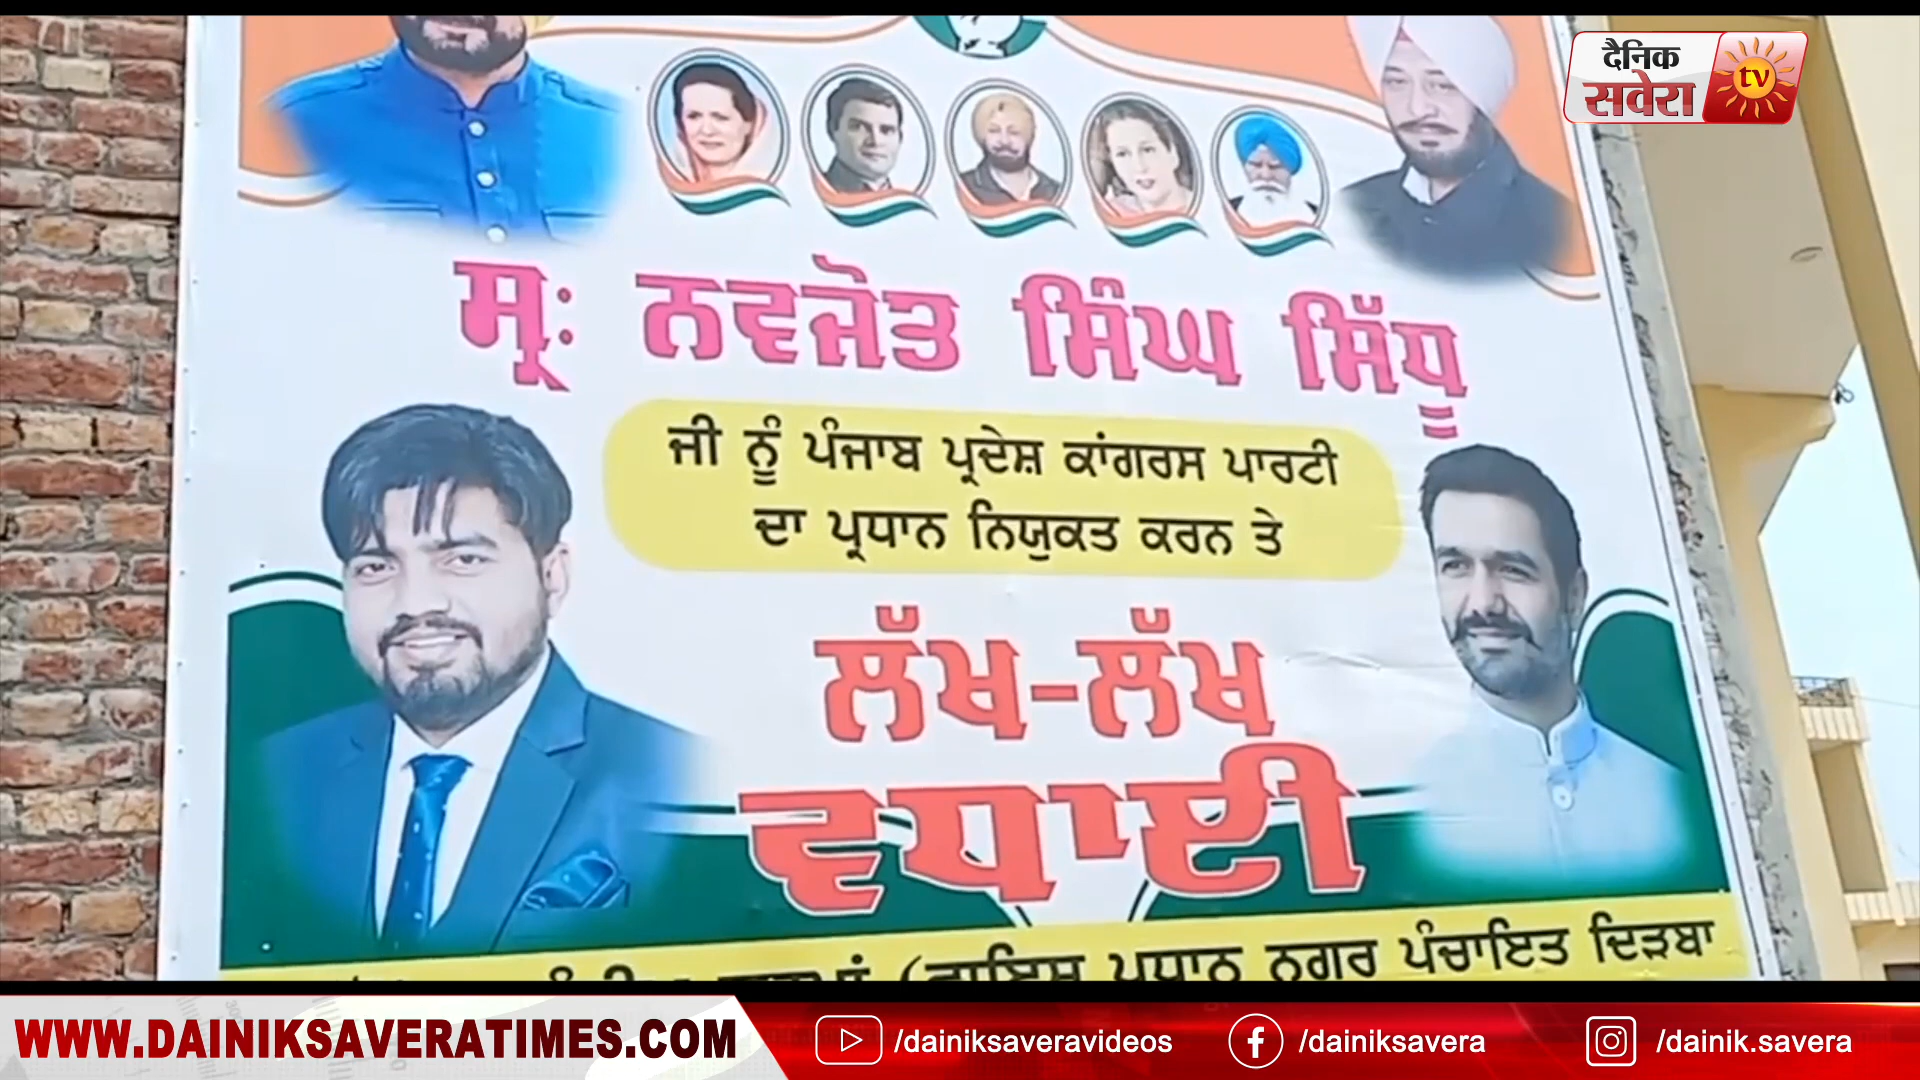 दैनिक
सवेरा
tv
ਸ੍ਰ: ਨਵਜੋਤ ਸਿੰਘ ਸਿੱਧੂ
ਜੀ ਨੂੰ ਪੰਜਾਬ ਪ੍ਰਦੇਸ਼ ਕਾਂਗਰਸ ਪਾਰਟੀ
ਦਾ ਪ੍ਰਧਾਨ ਨਿਯੁਕਤ ਕਰਨ ਤੇ
ਲੱਖ-ਲੱਖ
ਵਧਾਈ
(ਵਾਇਸ ਪ੍ਰਧਾਨ ਨਗਰ ਪੰਚਾਇਤ ਦਿੜਬਾ
WWW.DAINIKSAVERATIMES.COM
/dainiksaveravideos
/dainiksavera
/dainik.savera